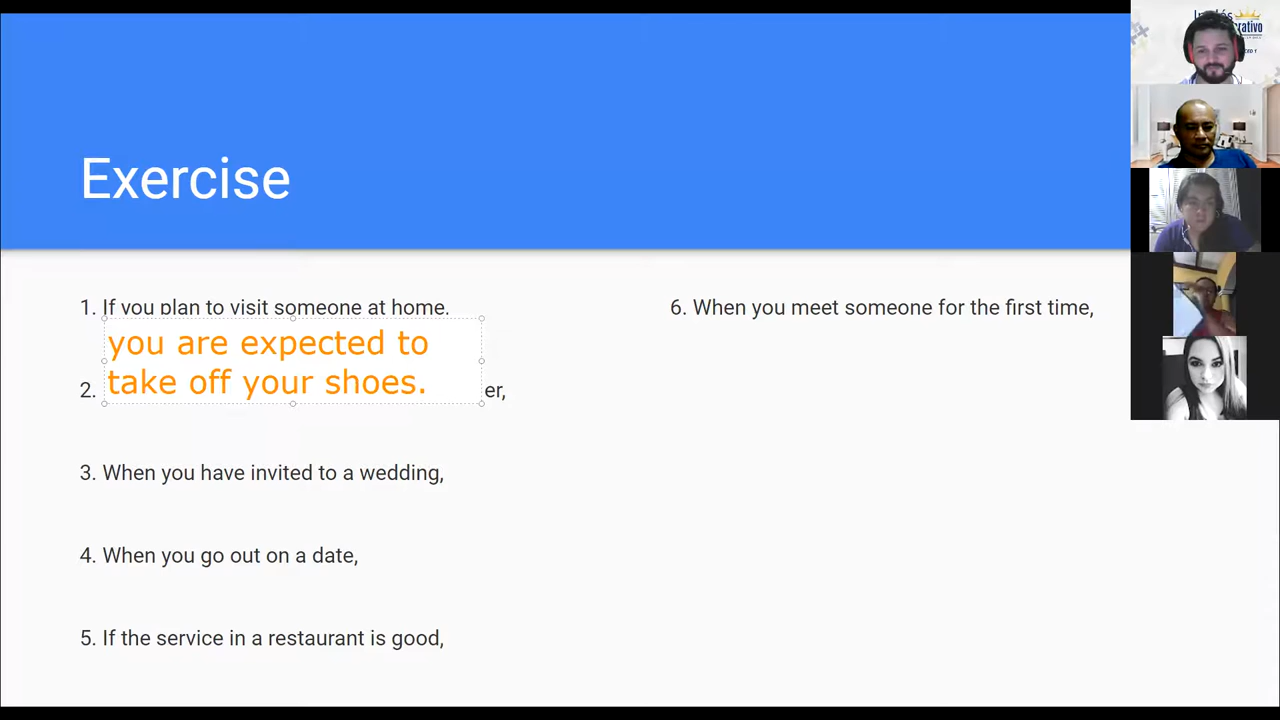 Exercise
1. If you plan to visit someone at home.
you are expected to
take off your shoes.
2. er,
3. When you have invited to a wedding,
4. When you go out on a date,
5. If the service in a restaurant is good,
6. When you meet someone for the first time,